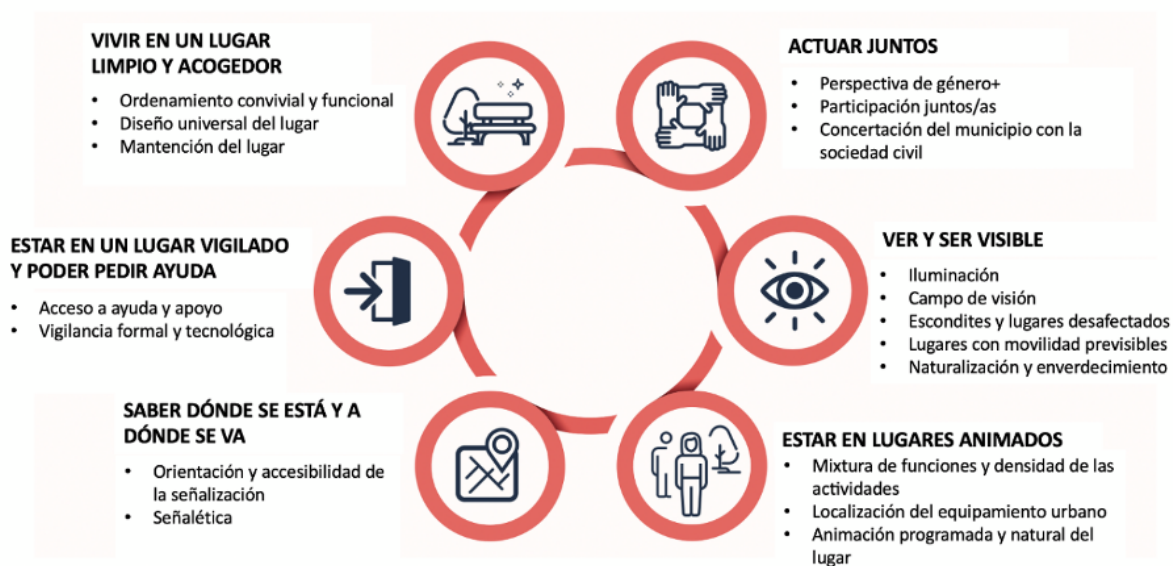 VIVIR EN UN LUGAR
LIMPIO Y ACOGEDOR
• Ordenamiento convivial y funcional
• Diseño universal del lugar
• Mantención del lugar
ACTUAR JUNTOS
• Perspectiva de género+
• Participación juntos/as
• Concertación del municipio con la
sociedad civil
ESTAR EN UN LUGAR VIGILADO
Y PODER PEDIR AYUDA
• Acceso a ayuda y apoyo
• Vigilancia formal y tecnológica
VER Y SER VISIBLE
• Iluminación
• Campo de visión
• Escondites y lugares desafectados
• Lugares con movilidad previsibles
• Naturalización y enverdecimiento
SABER DÓNDE SE ESTÁ Y A
DÓNDE SE VA
• Orientación y accesibilidad de
la señalización
• Señalética
ESTAR EN LUGARES ANIMADOS
• Mixtura de funciones y densidad de las
actividades
• Localización del equipamiento urbano
• Animación programada y natural del
lugar